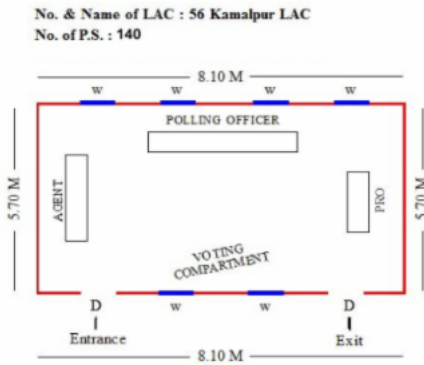 No. & Name of LAC : 56 Kamalpur LAC
No. of P.S. : 140
8.10 M
W W W W
POLLING OFFICER
5.70 M
AGENT
PRO
5.70 M
VOTING
COMPARTMENT
D W W D
Entrance
Exit
8.10 M